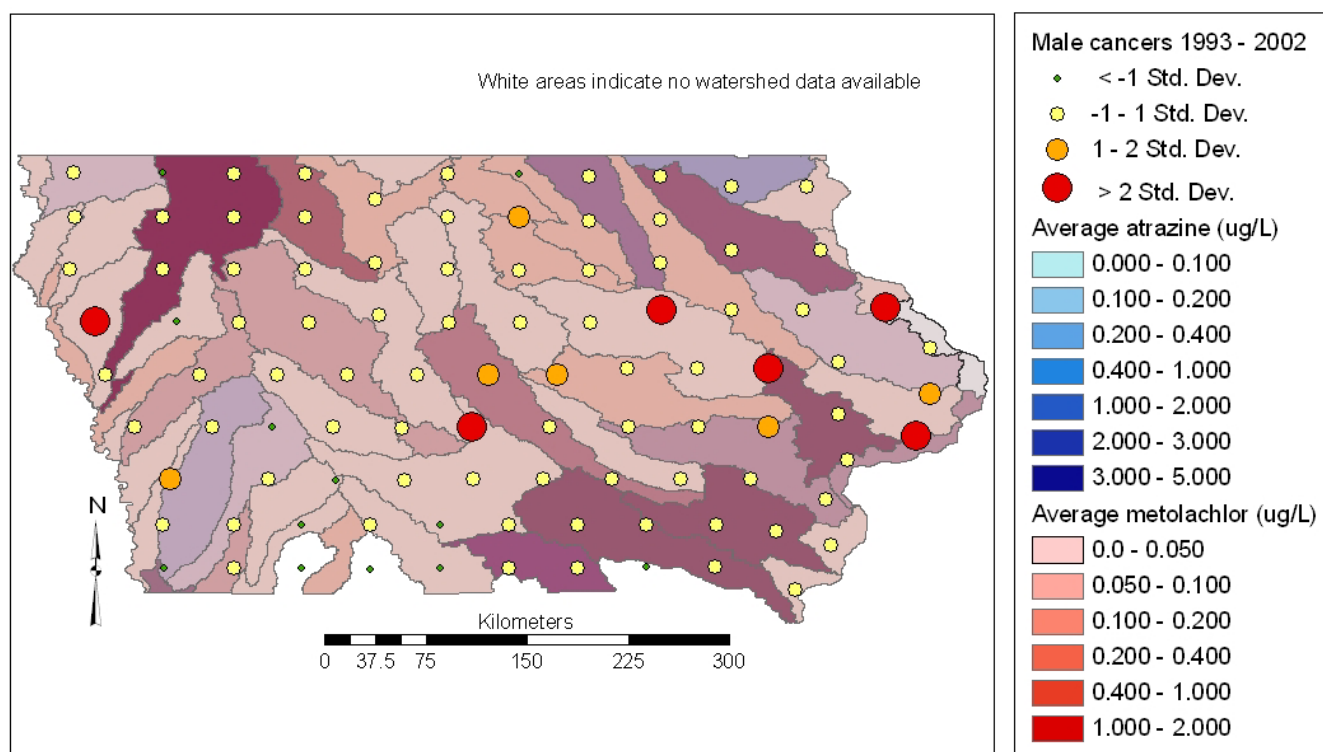 White areas indicate no watershed data available
N
Kilometers
0 37.5 75 150 225 300
Male cancers 1993 - 2002
< -1 Std. Dev.
-1 - 1 Std. Dev.
1 - 2 Std. Dev.
> 2 Std. Dev.
Average atrazine (ug/L)
0.000 - 0.100
0.100 - 0.200
0.200 - 0.400
0.400 - 1.000
1.000 - 2.000
2.000 - 3.000
3.000 - 5.000
Average metolachlor (ug/L)
0.0 - 0.050
0.050 - 0.100
0.100 - 0.200
0.200 - 0.400
0.400 - 1.000
1.000 - 2.000